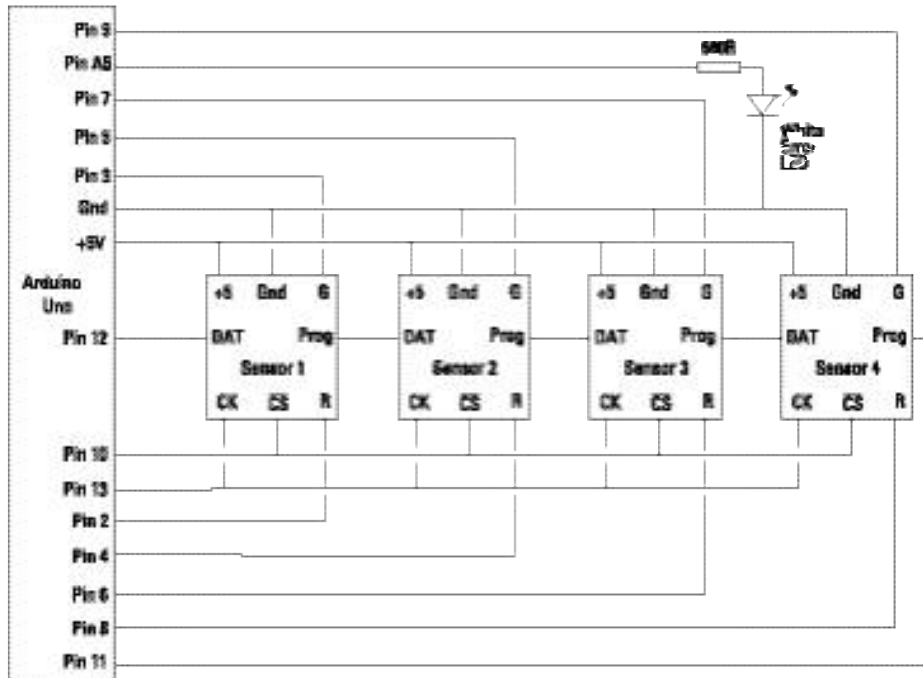 Pin 9
Pin A5
Pin 7
Pin 5
Pin 3
Gnd
+5V
Arduino
Uno
Pin 12
Pin 10
Pin 13
Pin 2
Pin 4
Pin 6
Pin 8
Pin 11
+5 Gnd G
DAT Prog
Sensor 1
CK CS R
+5 Gnd G
DAT Prog
Sensor 2
CK CS R
+5 Gnd G
DAT Prog
Sensor 3
CK CS R
+5 Gnd G
DAT Prog
Sensor 4
CK CS R